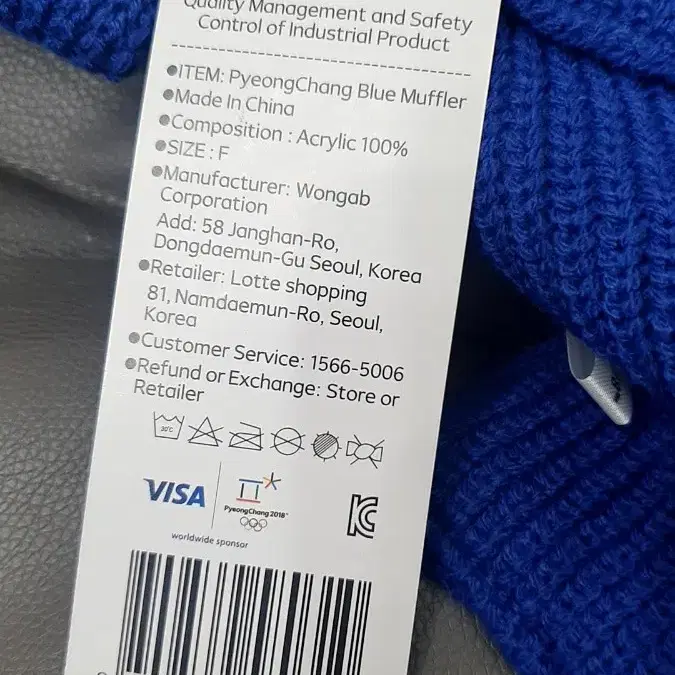 Quality Management and Safety
Control of Industrial Product
●ITEM: PyeongChang Blue Muffler
●Made In China
●Composition : Acrylic 100%
●SIZE : F
●Manufacturer: Wongab
Corporation
Add: 58 Janghan-Ro,
Dongdaemun-Gu Seoul, Korea
●Retailer: Lotte shopping
81, Namdaemun-Ro, Seoul,
Korea
●Customer Service: 1566-5006
●Refund or Exchange: Store or
Retailer
30°C
VISA
PyeongChang 2018
worldwide sponsor